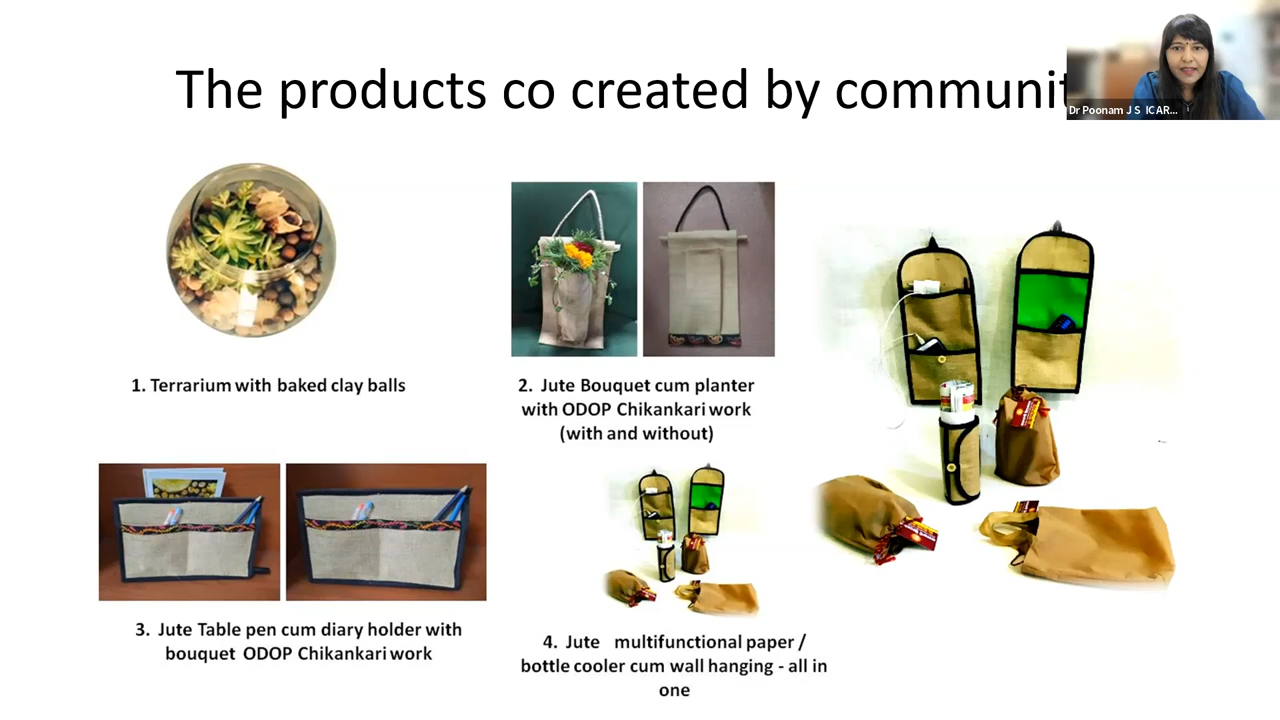 The products co created by communit
Dr Poonam J S ICAR...
1. Terrarium with baked clay balls
2. Jute Bouquet cum planter
with ODOP Chikankari work
(with and without)
3. Jute Table pen cum diary holder with
bouquet ODOP Chikankari work
4. Jute multifunctional paper /
bottle cooler cum wall hanging - all in
one